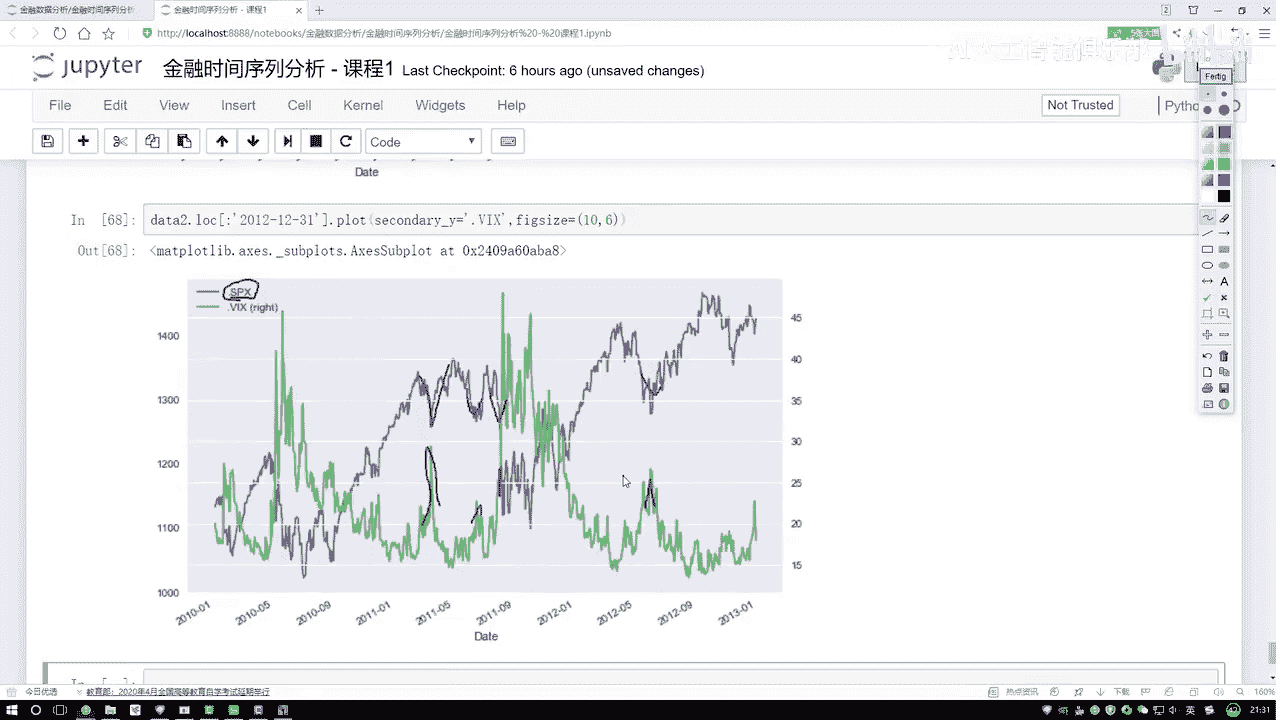 金融数据分析/金融时间序列分析/
金融时间序列分析 - 课程1
2
http://localhost:8888/notebooks/金融数据分析/金融时间序列分析/金融时间序列分析%20-%20课程1.ipynb
jupyter 金融时间序列分析 - 课程1 Last Checkpoint: 6 hours ago (unsaved changes)
Fertig
File Edit View Insert Cell Kernel Widgets Help Not Trusted
Code
Date
In [68]: data2.loc[:'2012-12-31'].plot(secondary_y='.VIX',figsize=(10,6))
Out[68]: <matplotlib.axes._subplots.AxesSubplot at 0x2409a60aba8>
.SPX
.VIX (right)
1400
1300
1200
1100
1000
45
40
35
30
25
20
15
2010-01 2010-05 2010-09 2011-01 2011-05 2011-09 2012-01 2012-05 2012-09 2013-01
Date
今日优选 教育部：2020年4月全国高等教育自学考试延期举行 热点资讯 下载 160%
英 42 21:31